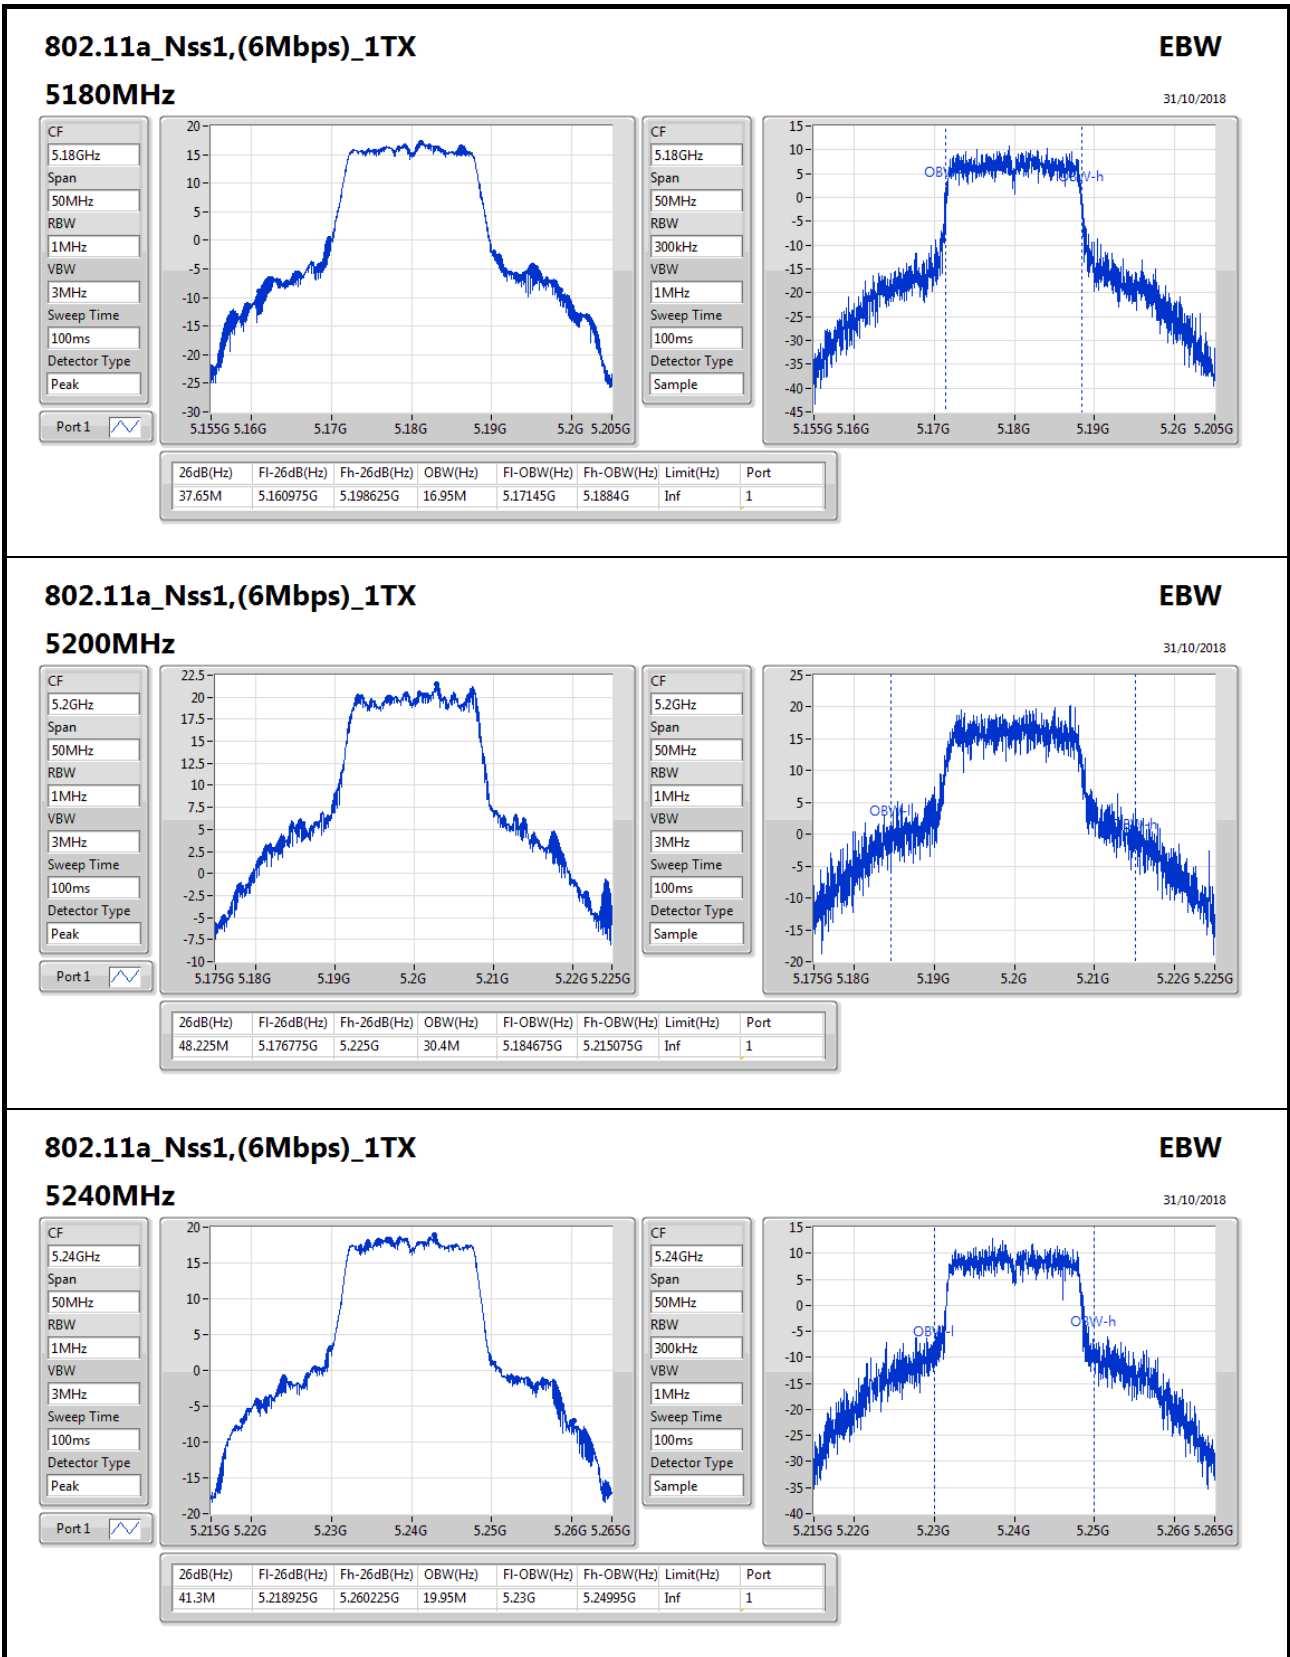 802.11a_Nss1,(6Mbps)_1TX
EBW
5180MHz
31/10/2018
CF
5.18GHz
Span
50MHz
RBW
1MHz
VBW
3MHz
Sweep Time
100ms
Detector Type
Peak
Port 1
20
15
10
5
0
-5
-10
-15
-20
-25
-30
5.155G 5.16G 5.17G 5.18G 5.19G 5.2G 5.205G
CF
5.18GHz
Span
50MHz
RBW
300kHz
VBW
1MHz
Sweep Time
100ms
Detector Type
Sample
15
10
5
0
-5
-10
-15
-20
-25
-30
-35
-40
-45
OBW-h
5.155G 5.16G 5.17G 5.18G 5.19G 5.2G 5.205G
26dB(Hz) Fl-26dB(Hz) Fh-26dB(Hz) OBW(Hz) Fl-OBW(Hz) Fh-OBW(Hz) Limit(Hz) Port
37.65M 5.160975G 5.198625G 16.95M 5.17145G 5.1884G Inf 1
802.11a_Nss1,(6Mbps)_1TX
EBW
5200MHz
31/10/2018
CF
5.2GHz
Span
50MHz
RBW
1MHz
VBW
3MHz
Sweep Time
100ms
Detector Type
Peak
Port 1
22.5
20
17.5
15
12.5
10
7.5
5
2.5
0
-2.5
-5
-7.5
-10
5.175G 5.18G 5.19G 5.2G 5.21G 5.22G 5.225G
CF
5.2GHz
Span
50MHz
RBW
1MHz
VBW
3MHz
Sweep Time
100ms
Detector Type
Sample
25
20
15
10
5
0
-5
-10
-15
-20
OBW-l
OBW-h
5.175G 5.18G 5.19G 5.2G 5.21G 5.22G 5.225G
26dB(Hz) Fl-26dB(Hz) Fh-26dB(Hz) OBW(Hz) Fl-OBW(Hz) Fh-OBW(Hz) Limit(Hz) Port
48.225M 5.176775G 5.225G 30.4M 5.184675G 5.215075G Inf 1
802.11a_Nss1,(6Mbps)_1TX
EBW
5240MHz
31/10/2018
CF
5.24GHz
Span
50MHz
RBW
1MHz
VBW
3MHz
Sweep Time
100ms
Detector Type
Peak
Port 1
20
15
10
5
0
-5
-10
-15
-20
5.215G 5.22G 5.23G 5.24G 5.25G 5.26G 5.265G
CF
5.24GHz
Span
50MHz
RBW
300kHz
VBW
1MHz
Sweep Time
100ms
Detector Type
Sample
15
10
5
0
-5
-10
-15
-20
-25
-30
-35
-40
OBW-l
OBW-h
5.215G 5.22G 5.23G 5.24G 5.25G 5.26G 5.265G
26dB(Hz) Fl-26dB(Hz) Fh-26dB(Hz) OBW(Hz) Fl-OBW(Hz) Fh-OBW(Hz) Limit(Hz) Port
41.3M 5.218925G 5.260225G 19.95M 5.23G 5.24995G Inf 1